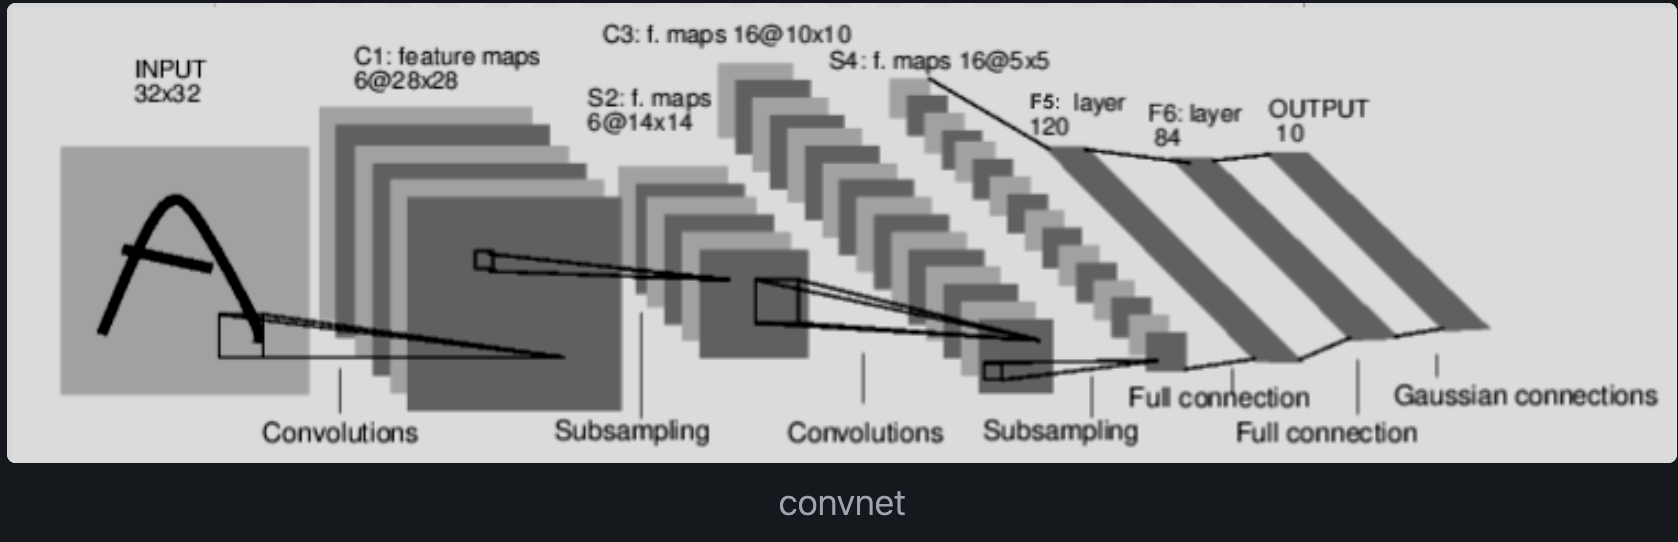 INPUT
32x32
C1: feature maps
6@28x28
S2: f. maps
6@14x14
C3: f. maps 16@10x10
S4: f. maps 16@5x5
F5: layer
120
F6: layer
84
OUTPUT
10
Convolutions
Subsampling
Convolutions
Subsampling
Full connection
Full connection
Gaussian connections
convnet